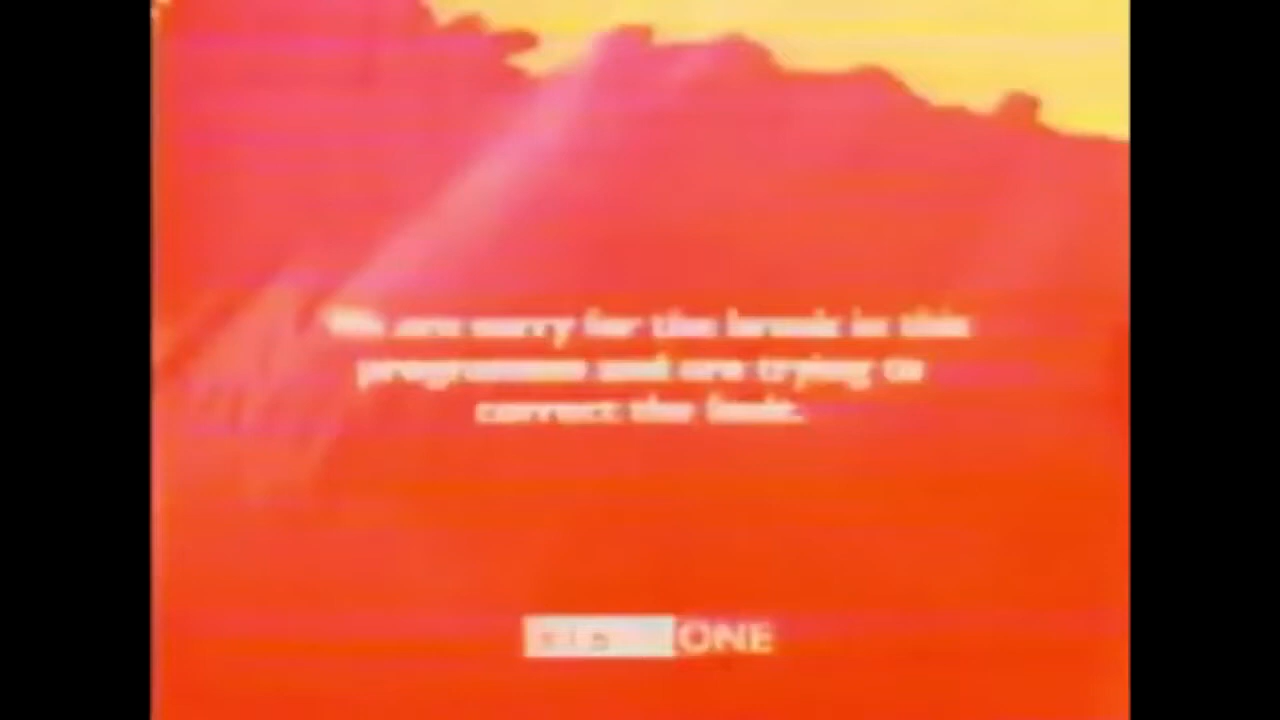 We are sorry for the break in this
programme and are trying to
correct the fault.
ONE